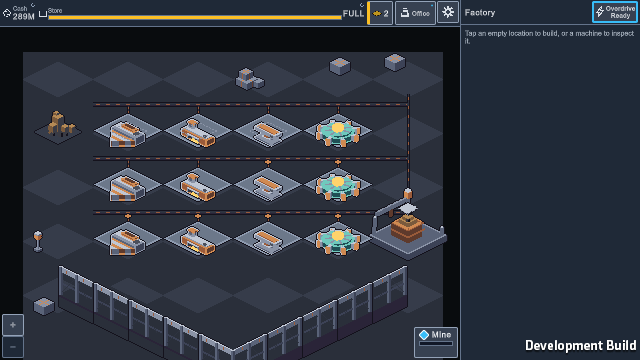 Cash
289M
Store
FULL
2
Office
Factory
Overdrive
Ready
Tap an empty location to build, or a machine to inspect
it.
+
−
Mine
Development Build